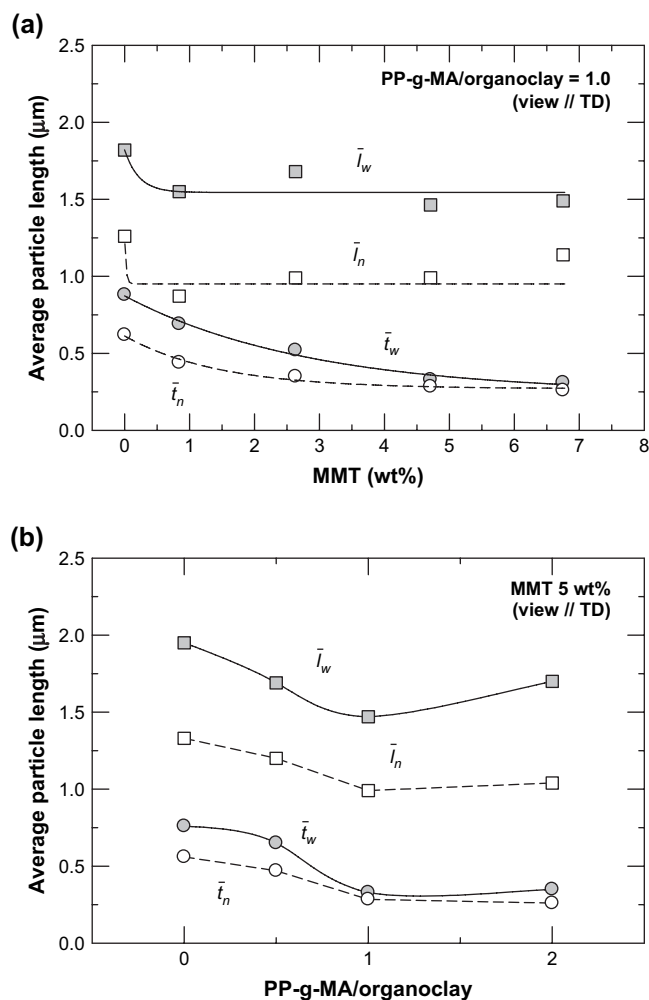 (a)
2.5
2.0
1.5
1.0
0.5
0.0
Average particle length (μm)
PP-g-MA/organoclay = 1.0
(view // TD)
l̄w
l̄n
t̄w
t̄n
0 1 2 3 4 5 6 7 8
MMT (wt%)
(b)
2.5
2.0
1.5
1.0
0.5
0.0
Average particle length (μm)
MMT 5 wt%
(view // TD)
l̄w
l̄n
t̄w
t̄n
0 1 2
PP-g-MA/organoclay